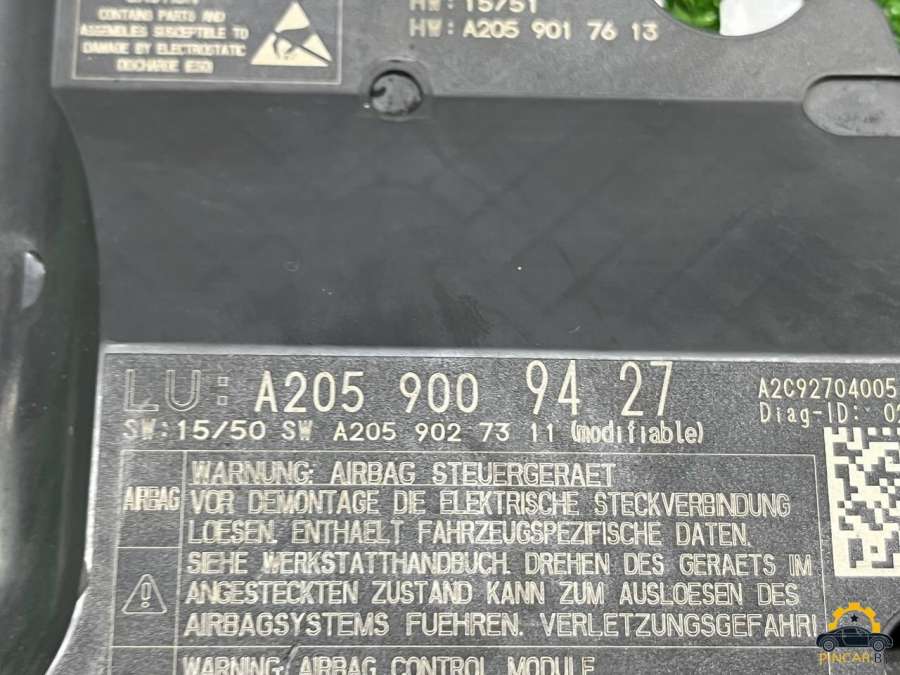 CAUTION
CONTAINS PARTS AND
ASSEMBLIES SUSCEPTIBLE TO
DAMAGE BY ELECTROSTATIC
DISCHARGE (ESD)
HW: 15/51
HW: A205 901 76 13
LU: A205 900 94 27
A2C92704005
Diag-ID: 02
SW:15/50 SW A205 902 73 11 (modifiable)
AIRBAG
WARNUNG: AIRBAG STEUERGERAET
VOR DEMONTAGE DIE ELEKTRISCHE STECKVERBINDUNG
LOESEN. ENTHAELT FAHRZEUGSPEZIFISCHE DATEN.
SIEHE WERKSTATTHANDBUCH. DREHEN DES GERAETS IM
ANGESTECKTEN ZUSTAND KANN ZUM AUSLOESEN DES
AIRBAGSYSTEMS FUEHREN. VERLETZUNGSGEFAHR!
WARNING: AIRBAG CONTROL MODULE
PINCAR.B